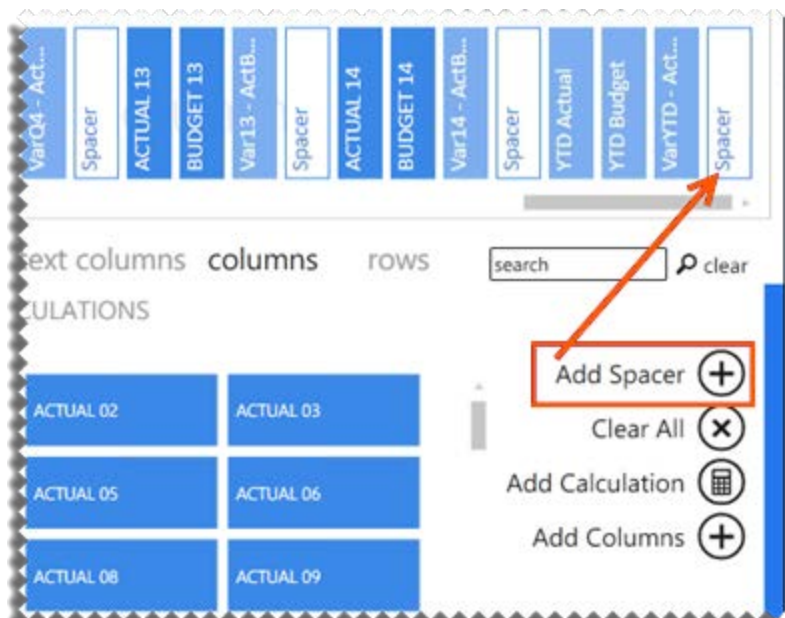 VarQ4 - Act...
Spacer
ACTUAL 13
BUDGET 13
Var13 - ActB...
Spacer
ACTUAL 14
BUDGET 14
Var14 - ActB...
Spacer
YTD Actual
YTD Budget
VarYTD - Act...
Spacer
text columns columns rows search clear
CULATIONS
Add Spacer
ACTUAL 02 ACTUAL 03
Clear All
ACTUAL 05 ACTUAL 06 Add Calculation
Add Columns
ACTUAL 08 ACTUAL 09